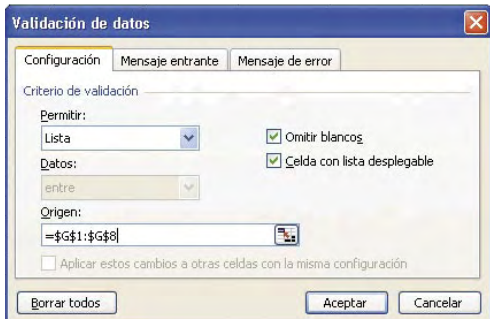 Validación de datos
Configuración Mensaje entrante Mensaje de error
Criterio de validación
Permitir:
Lista
Omitir blancos
Datos:
Celda con lista desplegable
entre
Origen:
=$G$1:$G$8
Aplicar estos cambios a otras celdas con la misma configuración
Borrar todos Aceptar Cancelar